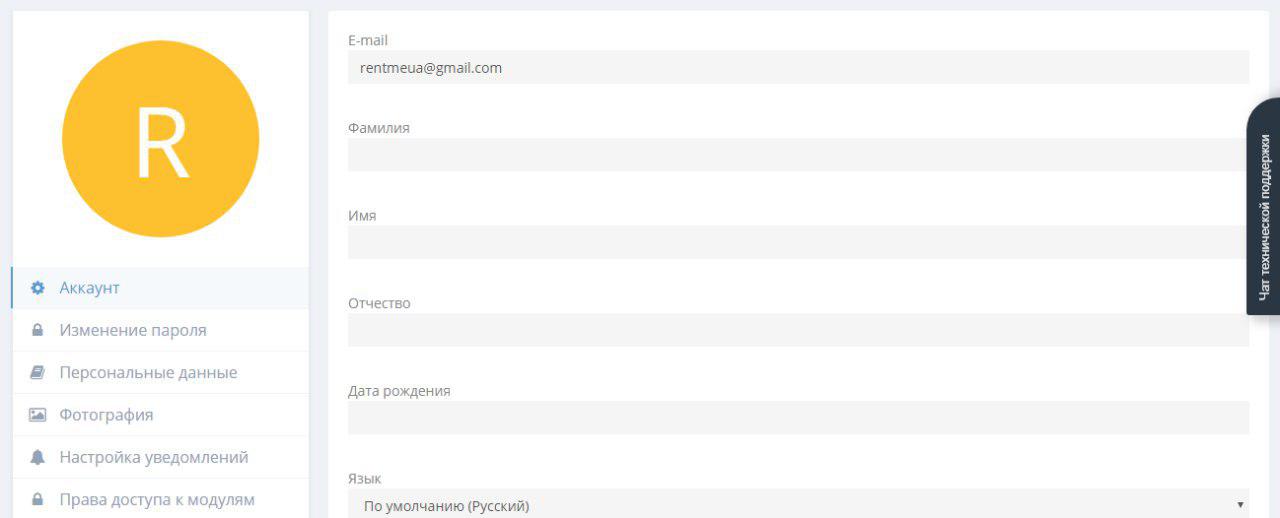 R
Аккаунт
Изменение пароля
Персональные данные
Фотография
Настройка уведомлений
Права доступа к модулям
E-mail
rentmeua@gmail.com
Фамилия
Имя
Отчество
Дата рождения
Язык
По умолчанию (Русский)
Чат технической поддержки